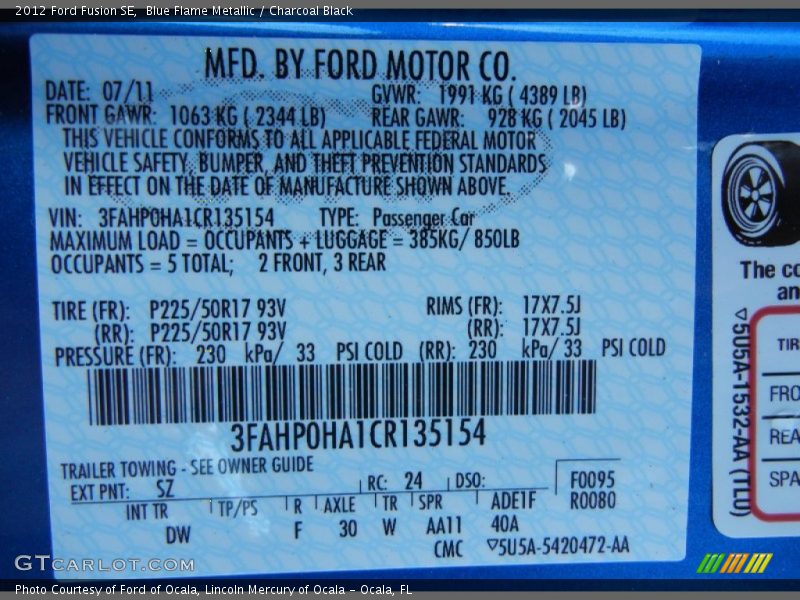 2012 Ford Fusion SE, Blue Flame Metallic / Charcoal Black
MFD. BY FORD MOTOR CO.
DATE: 07/11 GVWR: 1991 KG ( 4389 LB)
FRONT GAWR: 1063 KG ( 2344 LB) REAR GAWR: 928 KG ( 2045 LB)
THIS VEHICLE CONFORMS TO ALL APPLICABLE FEDERAL MOTOR
VEHICLE SAFETY, BUMPER, AND THEFT PREVENTION STANDARDS
IN EFFECT ON THE DATE OF MANUFACTURE SHOWN ABOVE.
VIN: 3FAHP0HA1CR135154 TYPE: Passenger Car
MAXIMUM LOAD = OCCUPANTS + LUGGAGE = 385KG/ 850LB
OCCUPANTS = 5 TOTAL; 2 FRONT, 3 REAR
TIRE (FR): P225/50R17 93V RIMS (FR): 17X7.5J
(RR): P225/50R17 93V (RR): 17X7.5J
PRESSURE (FR): 230 kPa/ 33 PSI COLD (RR): 230 kPa/ 33 PSI COLD
3FAHP0HA1CR135154
TRAILER TOWING - SEE OWNER GUIDE
EXT PNT: SZ RC: 24 DSO: F0095
INT TR TP/PS R AXLE TR SPR ADE1F R0080
DW F 30 W AA11 40A
CMC ▽5U5A-5420472-AA
The co
an
▽5U5A-1532-AA (TL0)
TIR
FRO
REA
SPA
GTCARLOT.COM
Photo Courtesy of Ford of Ocala, Lincoln Mercury of Ocala - Ocala, FL